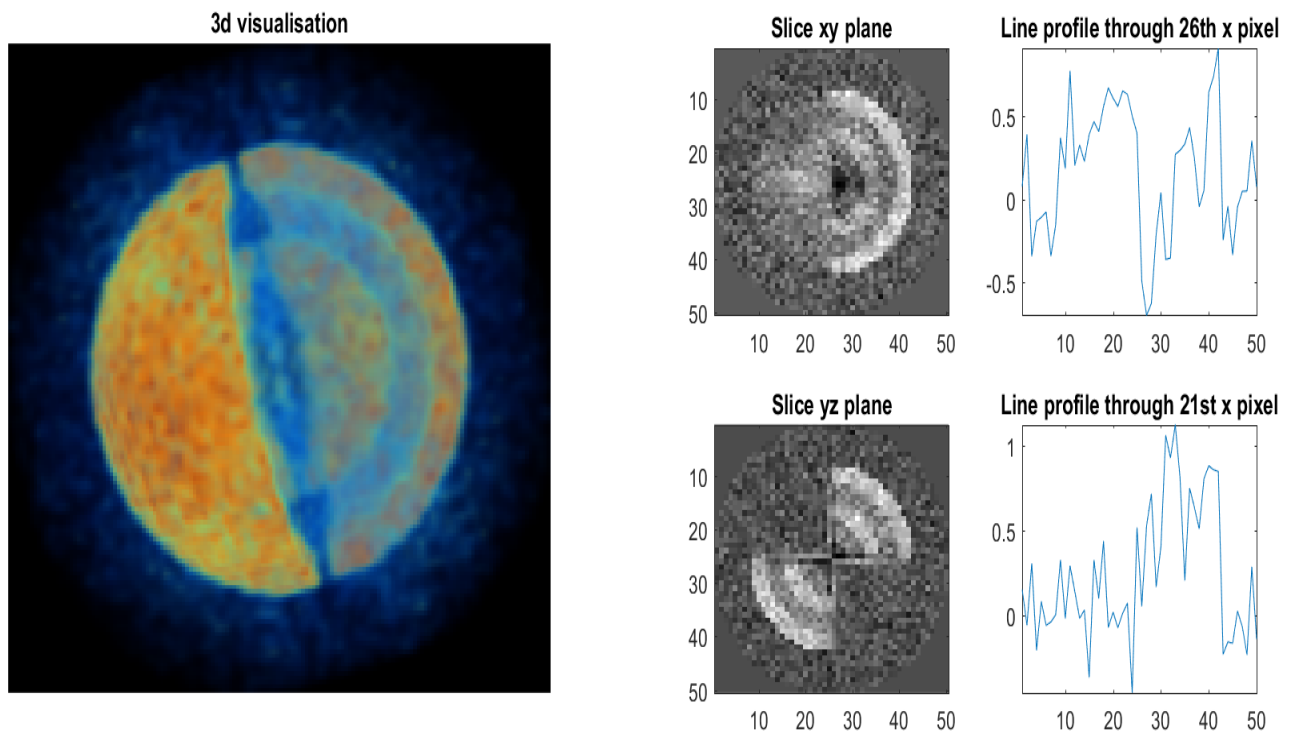 3d visualisation
Slice xy plane
10
20
30
40
50
10 20 30 40 50
Line profile through 26th x pixel
0.5
0
-0.5
10 20 30 40 50
Slice yz plane
10
20
30
40
50
10 20 30 40 50
Line profile through 21st x pixel
1
0.5
0
10 20 30 40 50